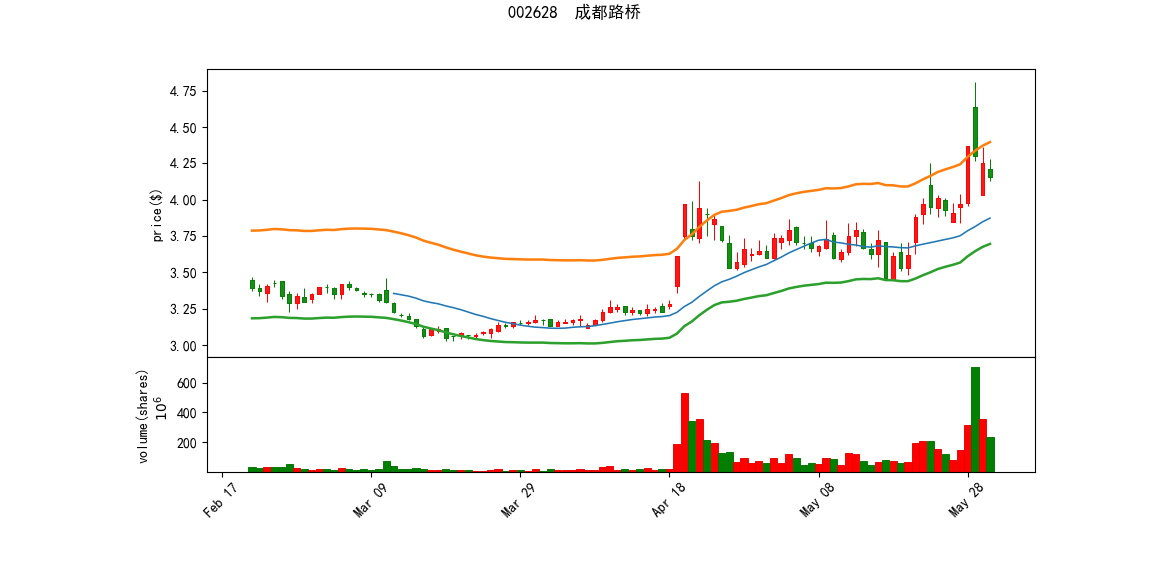 002628  成都路桥
4.75
4.50
4.25
4.00
3.75
3.50
3.25
3.00
price($)
600
400
200
volume(shares)
10^6
Feb 17
Mar 09
Mar 29
Apr 18
May 08
May 28